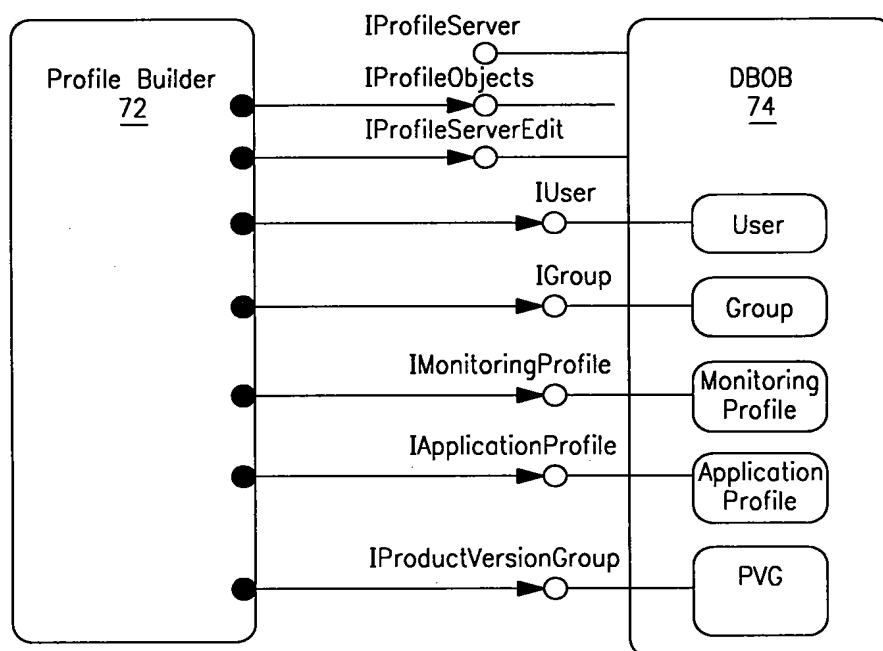 Profile Builder
72
IProfileServer
IProfileObjects
IProfileServerEdit
IUser
IGroup
IMonitoringProfile
IApplicationProfile
IProductVersionGroup
DBOB
74
User
Group
Monitoring
Profile
Application
Profile
PVG